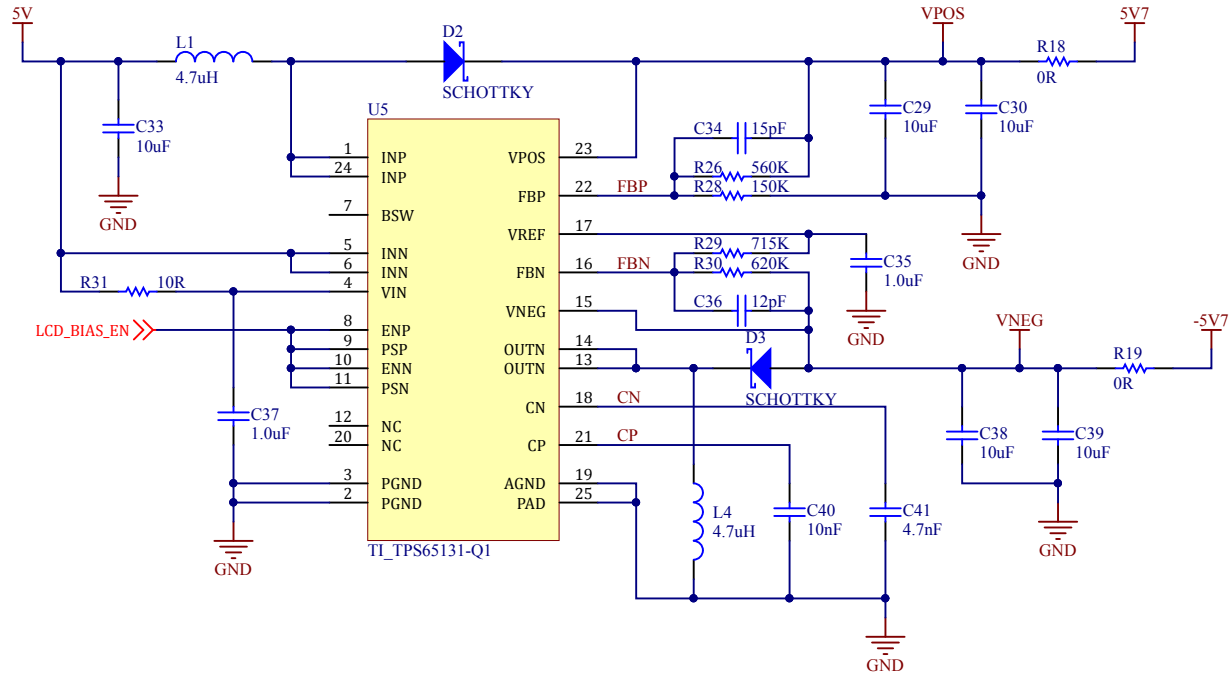 5V
VPOS
5V7
L1
4.7uH
D2
SCHOTTKY
R18
0R
C33
10uF
GND
C29
10uF
C30
10uF
GND
U5
1 INP
24 INP
7 BSW
5 INN
6 INN
4 VIN
8 ENP
9 PSP
10 ENN
11 PSN
12 NC
20 NC
3 PGND
2 PGND
VPOS 23
FBP 22 FBP
VREF 17
FBN 16 FBN
VNEG 15
OUTN 14
OUTN 13
CN 18 CN
CP 21 CP
AGND 19
PAD 25
TI_TPS65131-Q1
C34 15pF
R26 560K
R28 150K
R29 715K
R30 620K
C36 12pF
C35
1.0uF
GND
R31 10R
LCD_BIAS_EN
C37
1.0uF
GND
D3
SCHOTTKY
VNEG
-5V7
R19
0R
C38
10uF
C39
10uF
GND
L4
4.7uH
C40
10nF
C41
4.7nF
GND